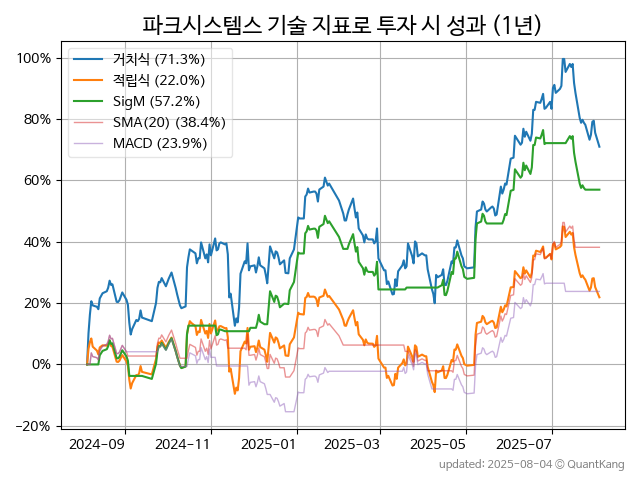 파크시스템스 기술 지표로 투자 시 성과 (1년)
거치식 (71.3%)
적립식 (22.0%)
SigM (57.2%)
SMA(20) (38.4%)
MACD (23.9%)
100%
80%
60%
40%
20%
0%
−20%
2024-09 2024-11 2025-01 2025-03 2025-05 2025-07
updated: 2025-08-04 © QuantKang